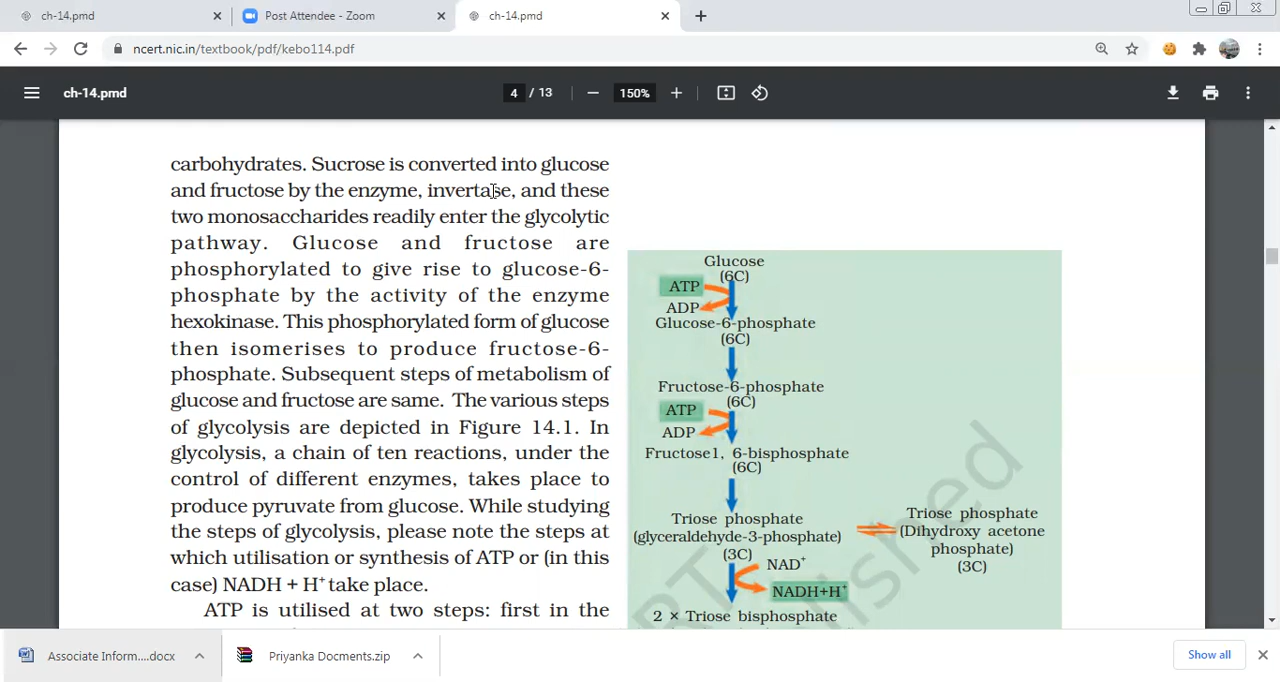 ch-14.pmd
Post Attendee - Zoom
ch-14.pmd
ncert.nic.in/textbook/pdf/kebo114.pdf
ch-14.pmd
4 / 13
150%
carbohydrates. Sucrose is converted into glucose
and fructose by the enzyme, invertase, and these
two monosaccharides readily enter the glycolytic
pathway. Glucose and fructose are
phosphorylated to give rise to glucose-6-
phosphate by the activity of the enzyme
hexokinase. This phosphorylated form of glucose
then isomerises to produce fructose-6-
phosphate. Subsequent steps of metabolism of
glucose and fructose are same. The various steps
of glycolysis are depicted in Figure 14.1. In
glycolysis, a chain of ten reactions, under the
control of different enzymes, takes place to
produce pyruvate from glucose. While studying
the steps of glycolysis, please note the steps at
which utilisation or synthesis of ATP or (in this
case) NADH + H⁺ take place.
ATP is utilised at two steps: first in the
Glucose
(6C)
ATP
ADP
Glucose-6-phosphate
(6C)
Fructose-6-phosphate
(6C)
ATP
ADP
Fructose1, 6-bisphosphate
(6C)
Triose phosphate
(glyceraldehyde-3-phosphate)
(3C)
Triose phosphate
(Dihydroxy acetone
phosphate)
(3C)
NAD⁺
NADH+H⁺
2 × Triose bisphosphate
Associate Inform....docx
Priyanka Docments.zip
Show all